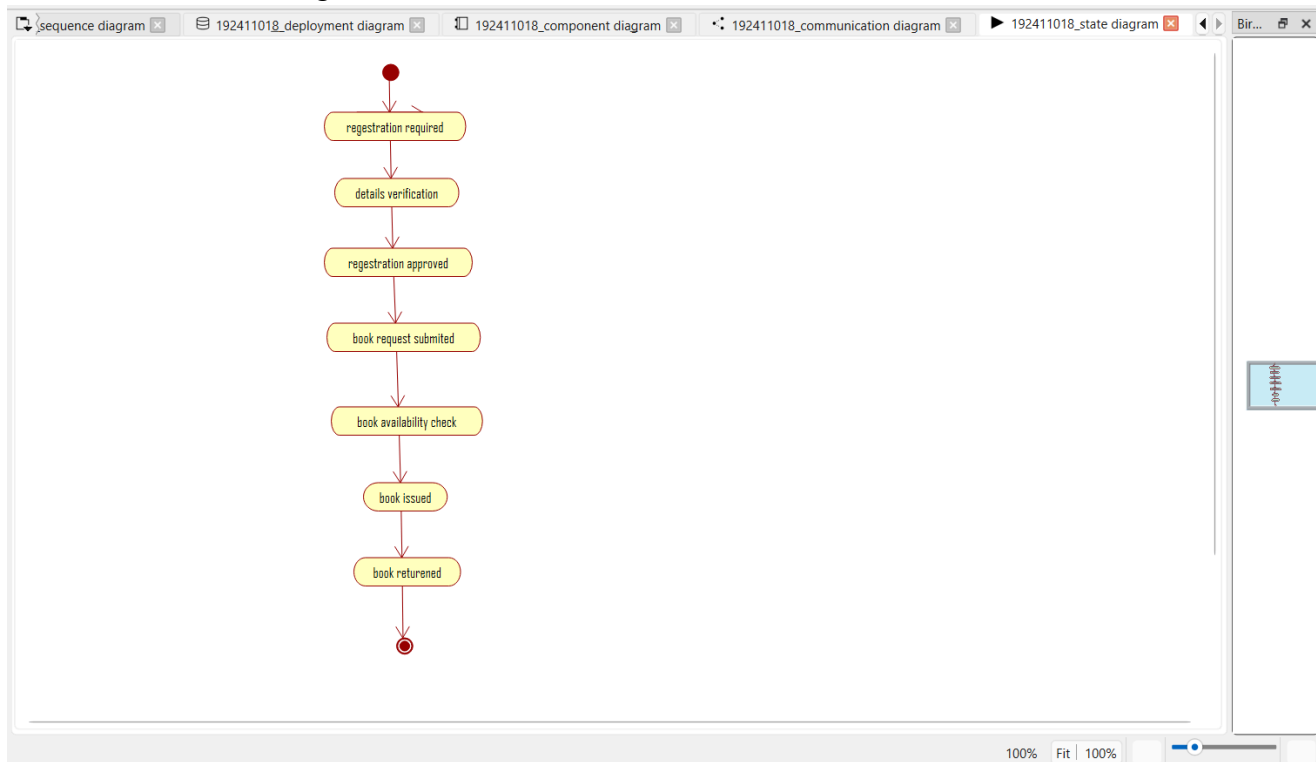 sequence diagram
192411018_deployment diagram
192411018_component diagram
192411018_communication diagram
192411018_state diagram
Bir...
regestration required
details verification
regestration approved
book request submited
book availability check
book issued
book returened
100% Fit 100%